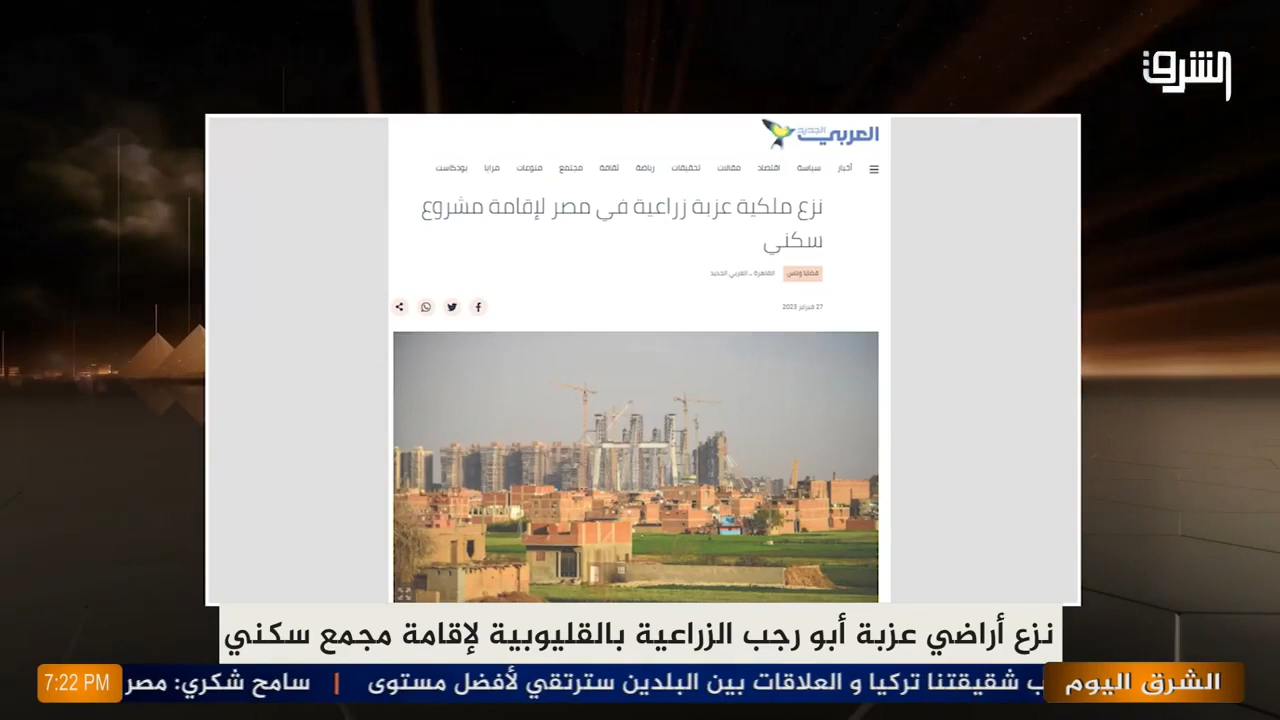 الشرق
العربي الجديد
أخبار سياسة اقتصاد مقالات تحقيقات رياضة ثقافة مجتمع منوعات مرايا بودكاست
نزع ملكية عزبة زراعية في مصر لإقامة مشروع
سكني
قضايا وناس القاهرة ـ العربي الجديد
27 فبراير 2023
نزع أراضي عزبة أبو رجب الزراعية بالقليوبية لإقامة مجمع سكني
الشرق اليوم
ب شقيقتنا تركيا و العلاقات بين البلدين سترتقي لأفضل مستوى | سامح شكري: مصر
7:22 PM